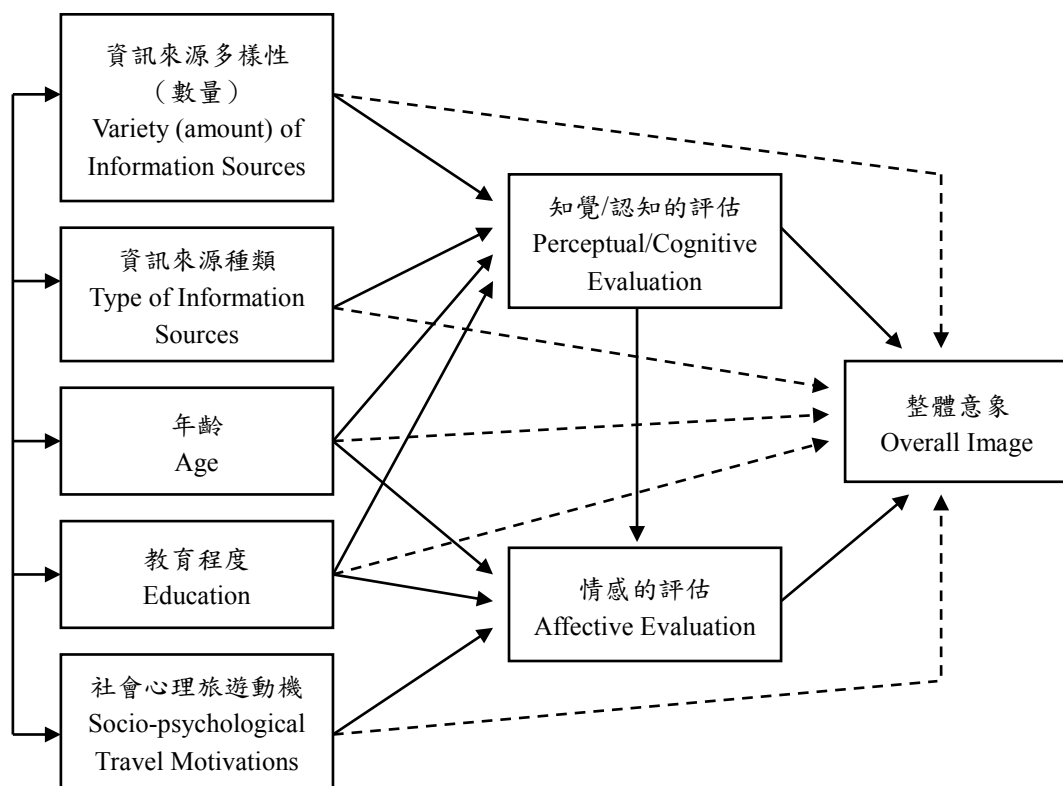 資訊來源多樣性
（數量）
Variety (amount) of
Information Sources
資訊來源種類
Type of Information
Sources
年齡
Age
教育程度
Education
社會心理旅遊動機
Socio-psychological
Travel Motivations
知覺/認知的評估
Perceptual/Cognitive
Evaluation
情感的評估
Affective Evaluation
整體意象
Overall Image